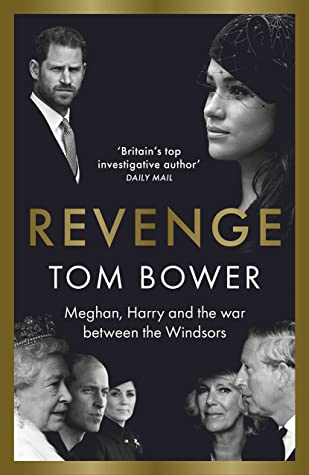 ‘Britain’s top
investigative author’
DAILY MAIL
REVENGE
TOM BOWER
Meghan, Harry and the war
between the Windsors